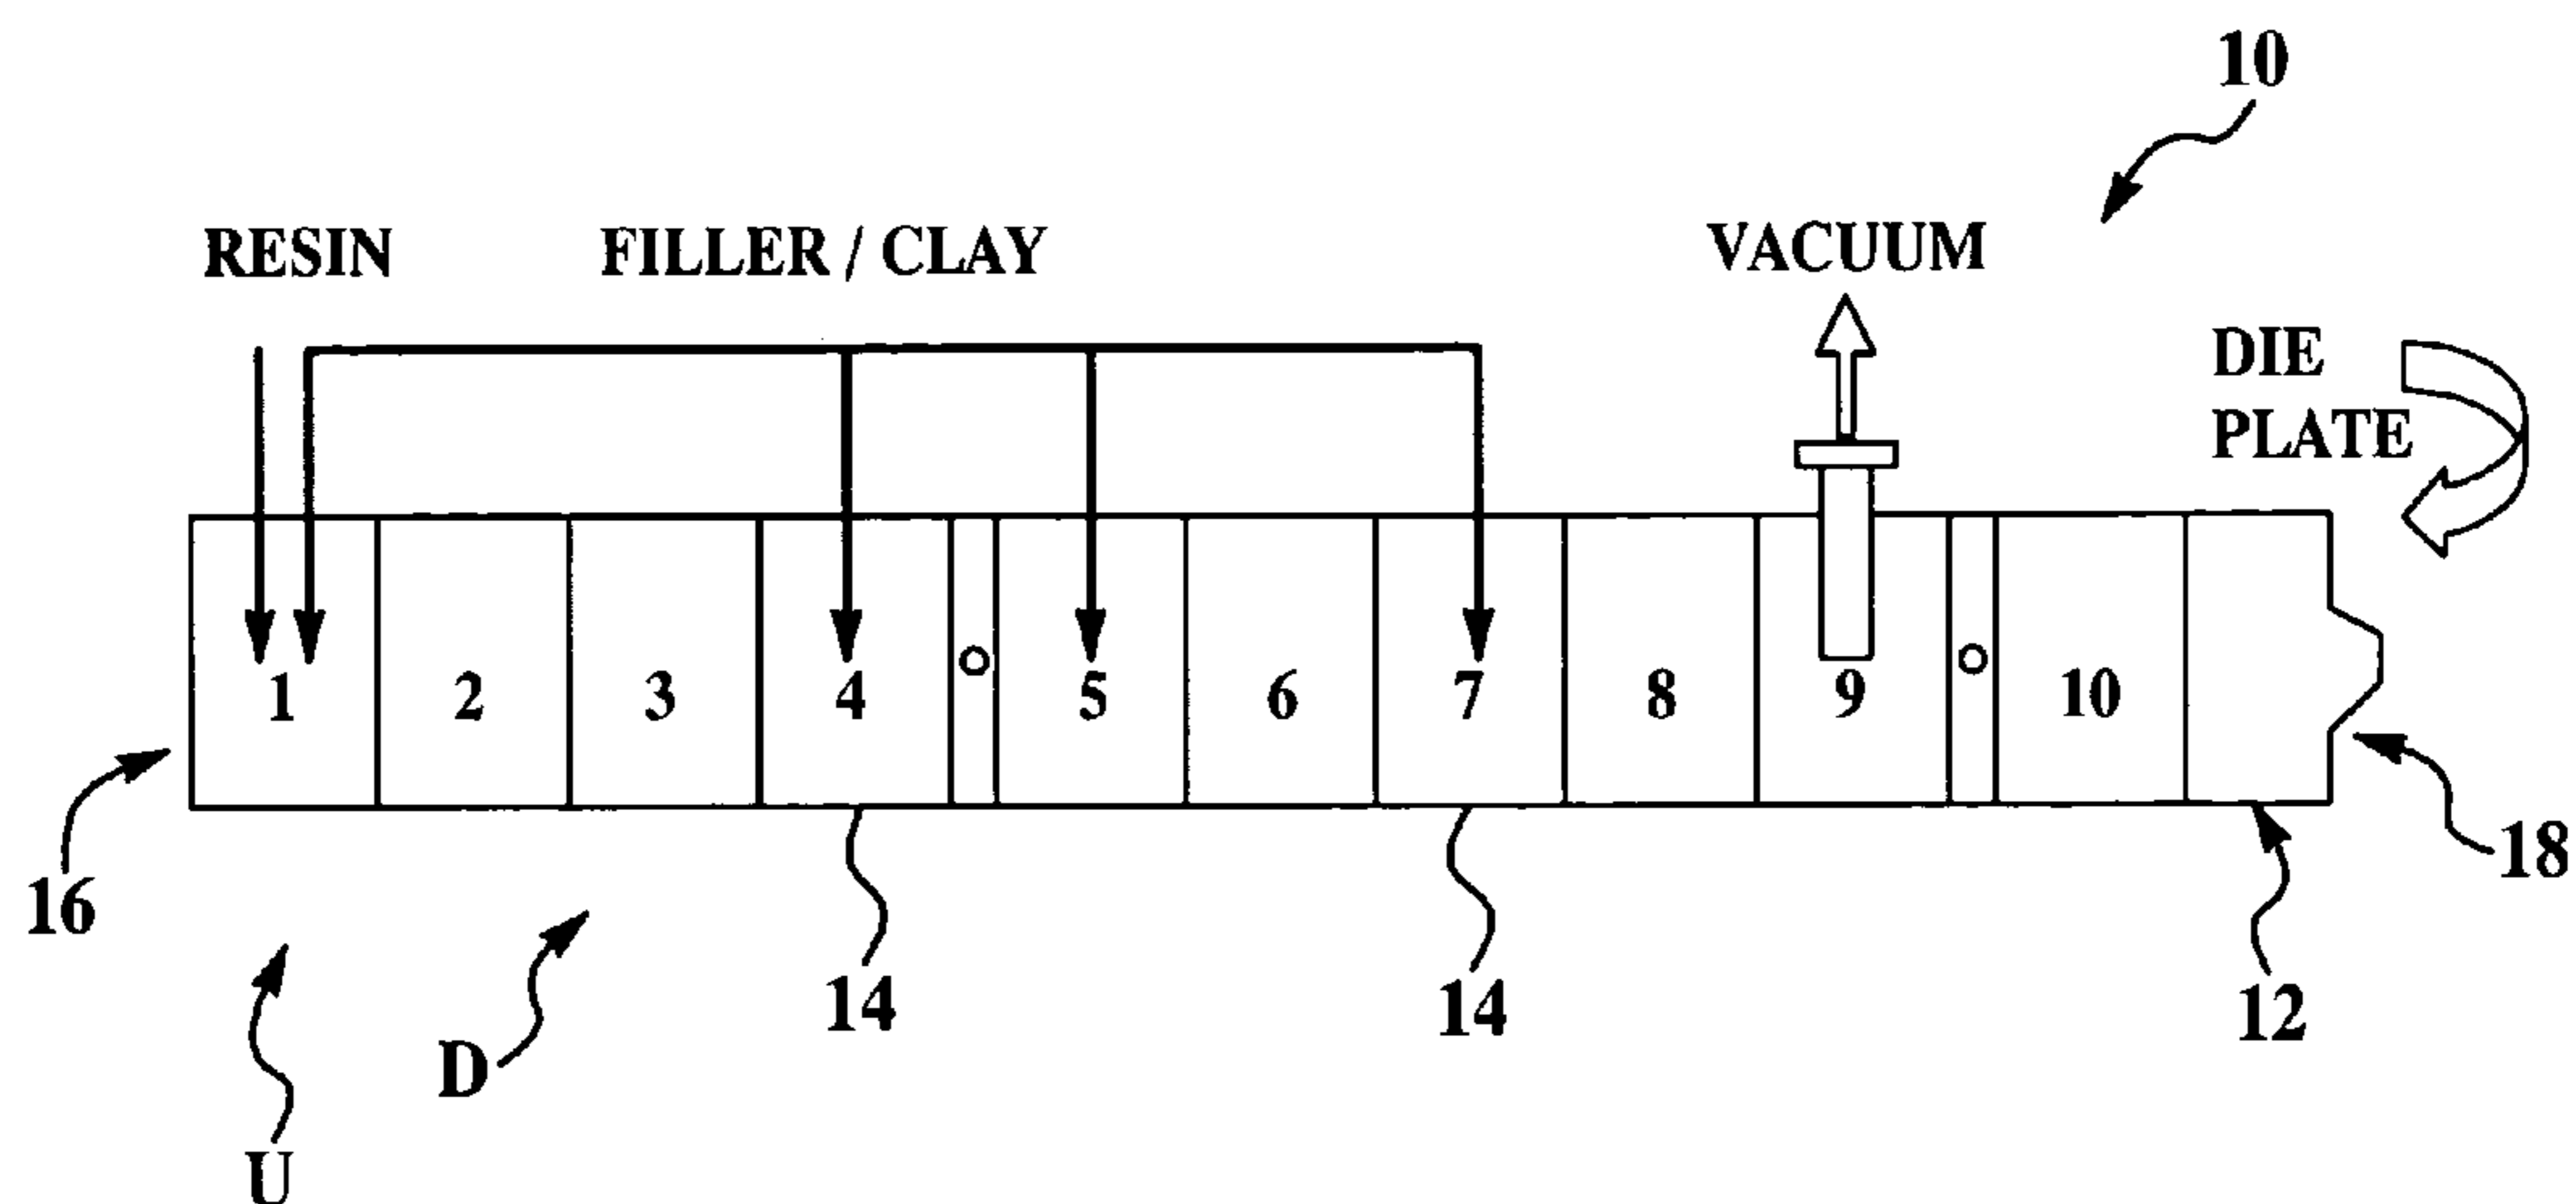 10
RESIN
FILLER / CLAY
VACUUM
DIE
PLATE
1 2 3 4 5 6 7 8 9 10
16
18
14
14
12
D
U